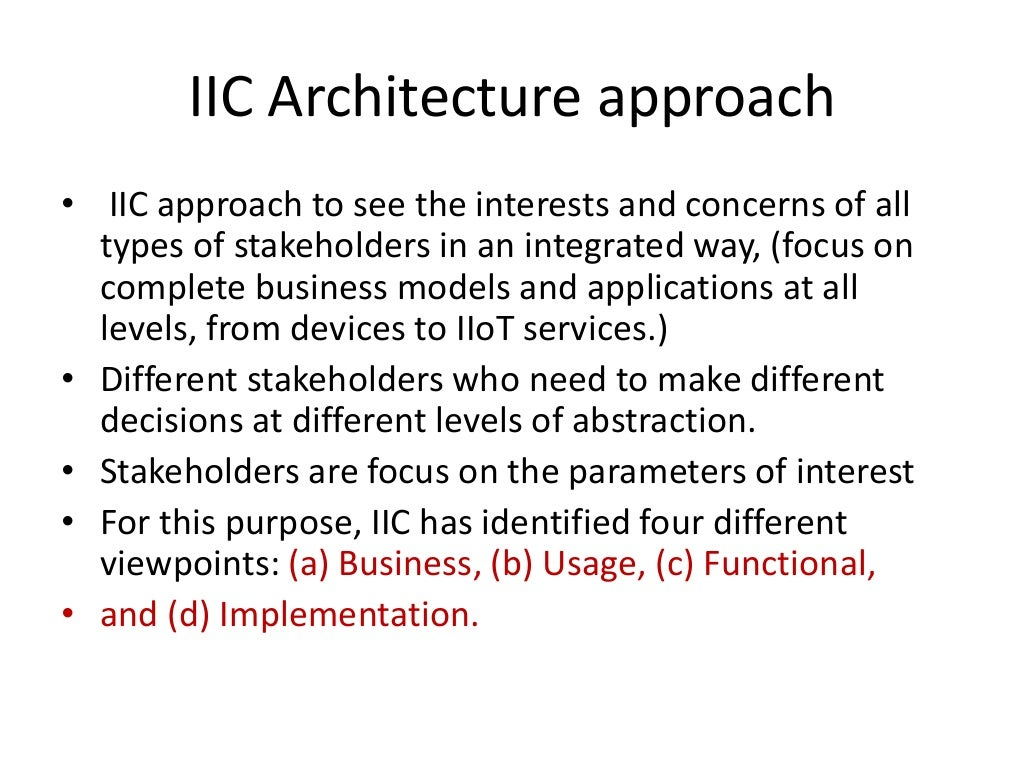 IIC Architecture approach
• IIC approach to see the interests and concerns of all
types of stakeholders in an integrated way, (focus on
complete business models and applications at all
levels, from devices to IIoT services.)
• Different stakeholders who need to make different
decisions at different levels of abstraction.
• Stakeholders are focus on the parameters of interest
• For this purpose, IIC has identified four different
viewpoints: (a) Business, (b) Usage, (c) Functional,
• and (d) Implementation.